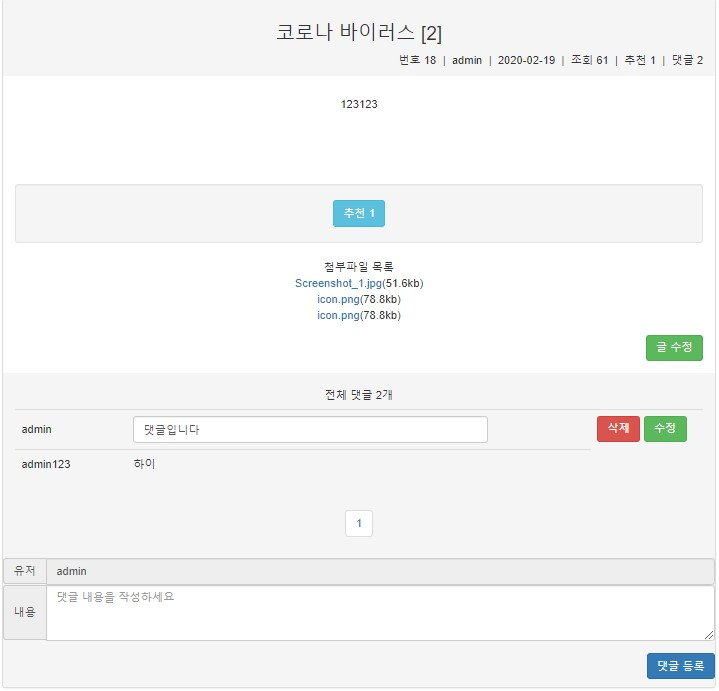 코로나 바이러스 [2]
번호 18 | admin | 2020-02-19 | 조회 61 | 추천 1 | 댓글 2
123123
추천 1
첨부파일 목록
Screenshot_1.jpg(51.6kb)
icon.png(78.8kb)
icon.png(78.8kb)
글 수정
전체 댓글 2개
admin 댓글입니다 삭제 수정
admin123 하이
1
유저 admin
내용 댓글 내용을 작성하세요
댓글 등록